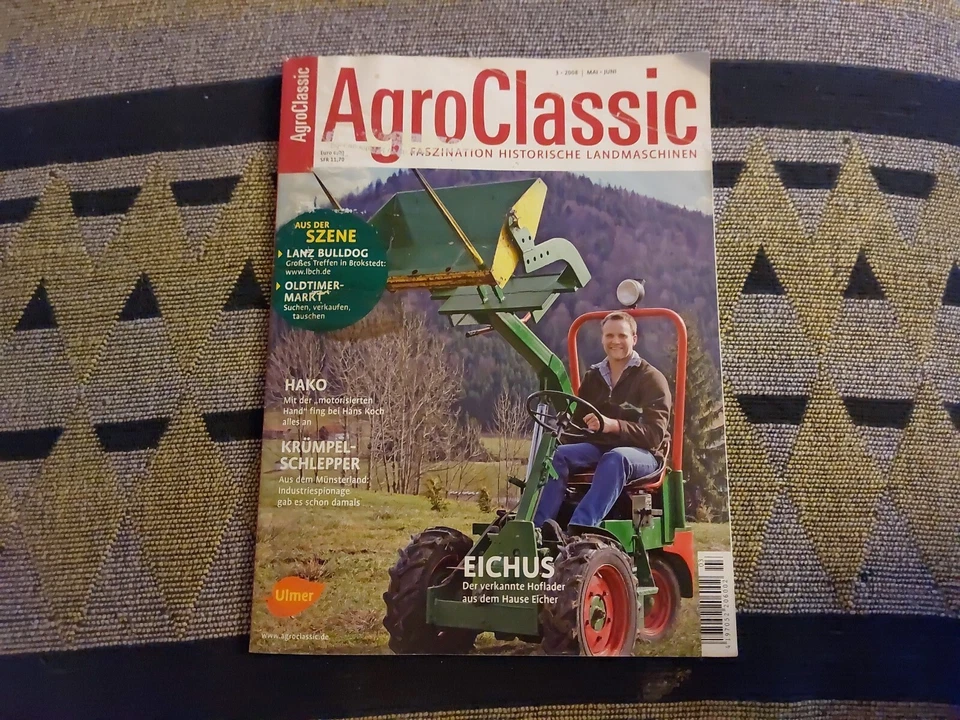 AgroClassic
3 · 2008 | MAI – JUNI
AgroClassic
SFR 11,70
FASZINATION HISTORISCHE LANDMASCHINEN
AUS DER
SZENE
LANZ BULLDOG
Großes Treffen in Brokstedt:
www.lbch.de
OLDTIMER-
MARKT
Suchen, verkaufen,
tauschen
HAKO
Mit der „motorisierten
Hand“ fing bei Hans Koch
alles an
KRÜMPEL-
SCHLEPPER
Aus dem Münsterland:
Industriespionage
gab es schon damals
EICHUS
Der verkannte Hoflader
aus dem Hause Eicher
Ulmer
www.agroclassic.de